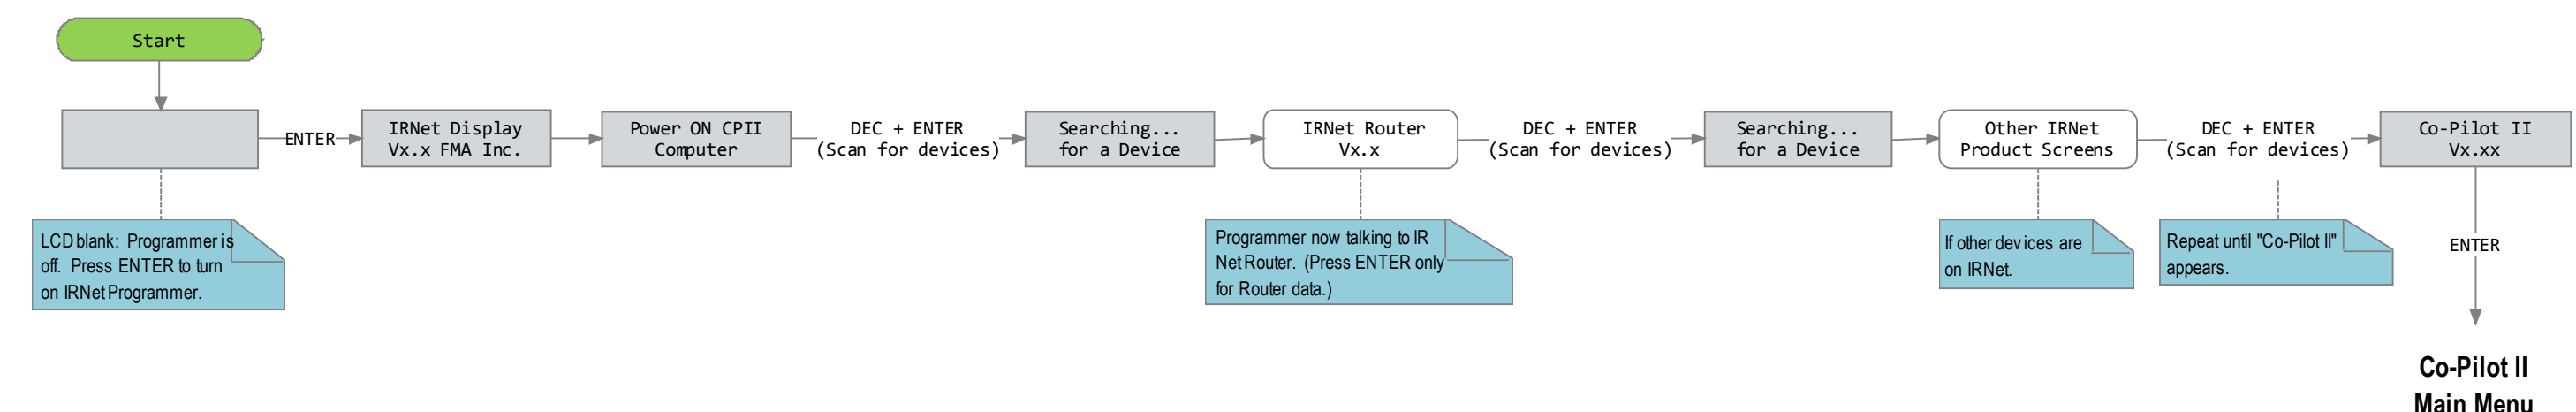 Start
ENTER
IRNet Display
Vx.x FMA Inc.
Power ON CPII
Computer
DEC + ENTER
(Scan for devices)
Searching...
for a Device
IRNet Router
Vx.x
DEC + ENTER
(Scan for devices)
Searching...
for a Device
Other IRNet
Product Screens
DEC + ENTER
(Scan for devices)
Co-Pilot II
Vx.xx
LCD blank: Programmer is
off. Press ENTER to turn
on IRNet Programmer.
Programmer now talking to IR
Net Router. (Press ENTER only
for Router data.)
If other devices are
on IRNet.
Repeat until "Co-Pilot II"
appears.
ENTER
Co-Pilot II
Main Menu